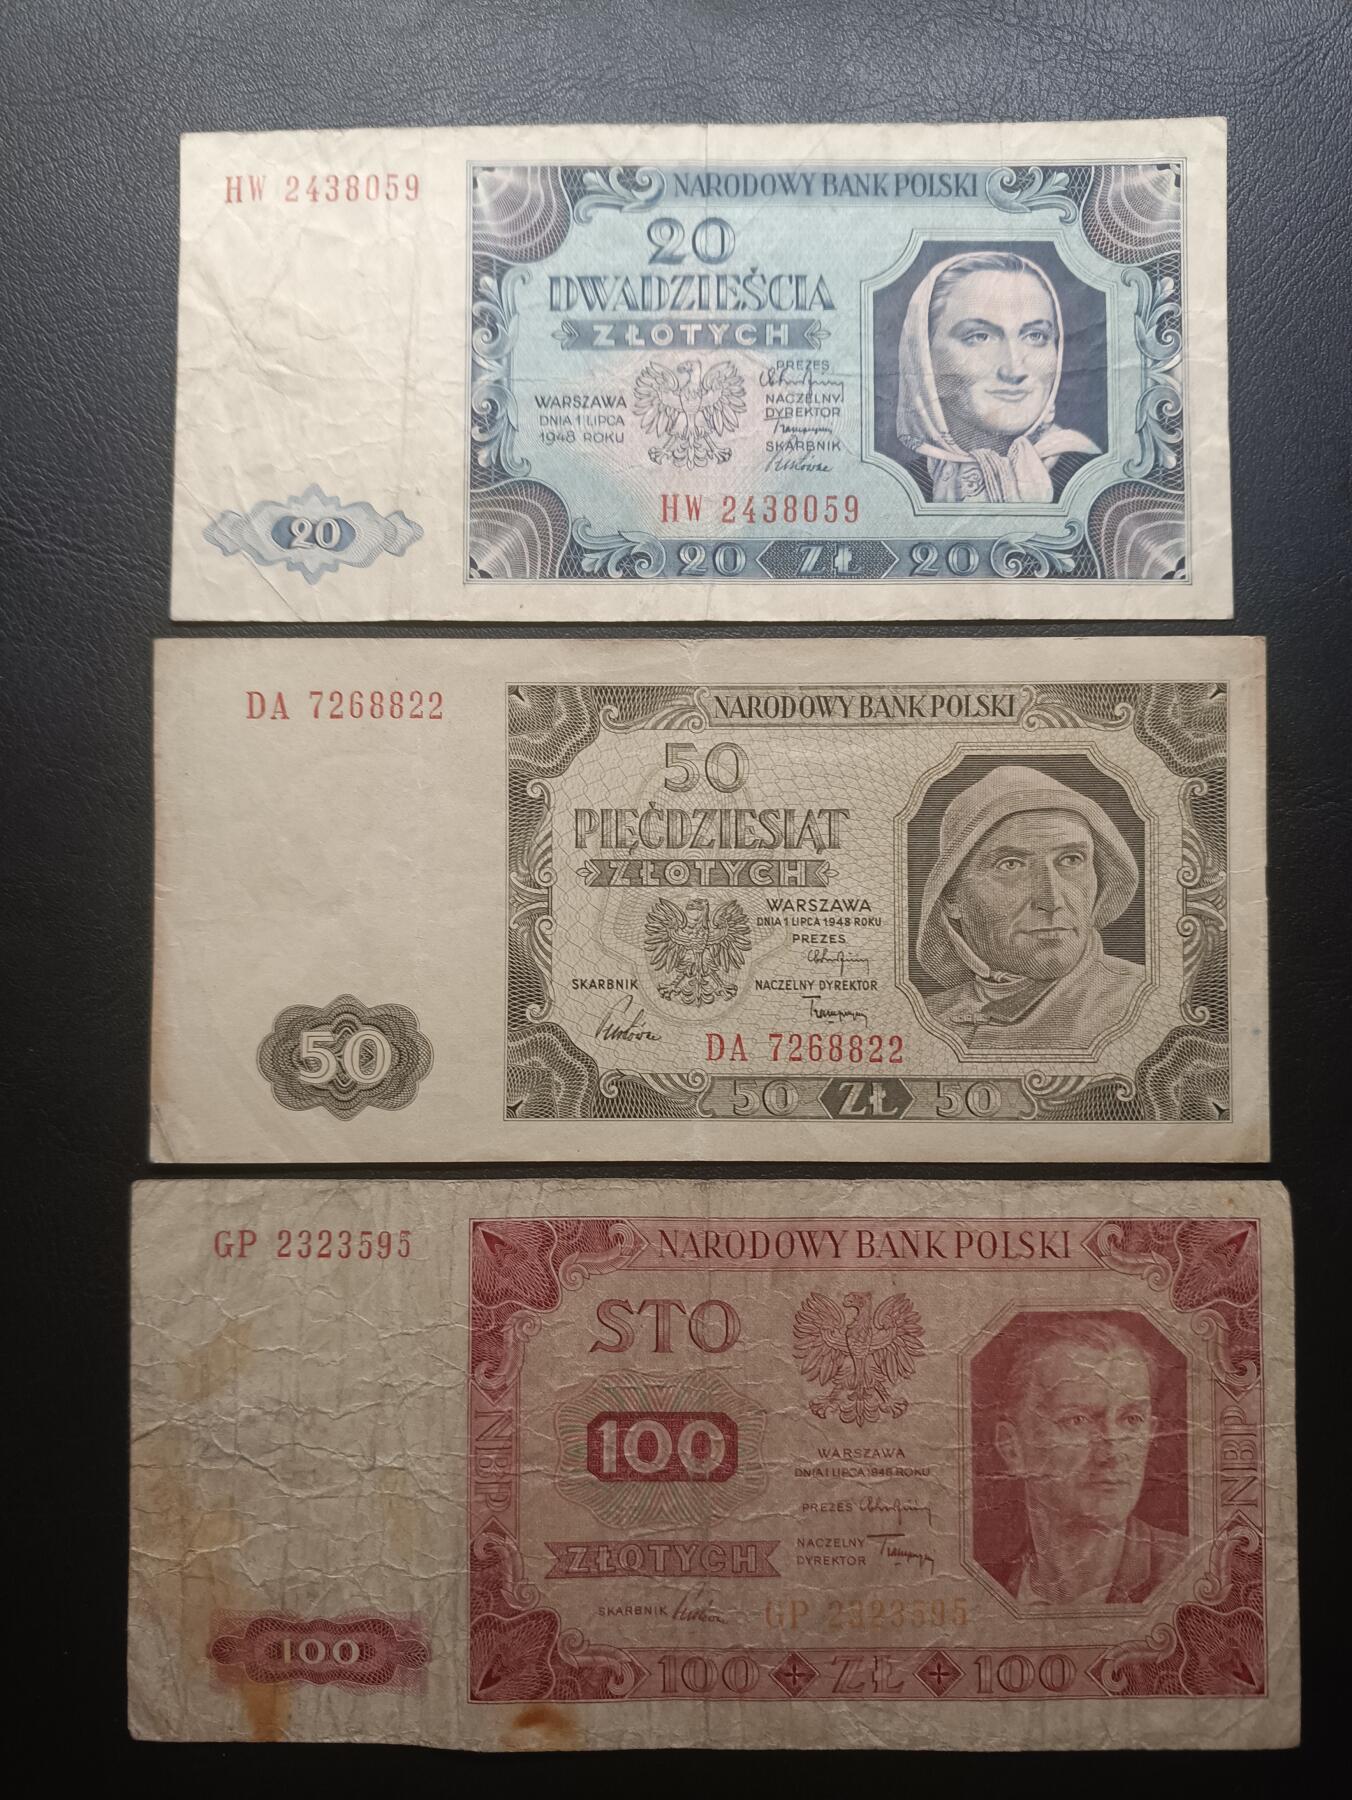 HW 2438059
NARODOWY BANK POLSKI
20
DWADZIEŚCIA
ZŁOTYCH
WARSZAWA
DNIA 1 LIPCA
1948 ROKU
PREZES
NACZELNY
DYREKTOR
SKARBNIK
HW 2438059
20
20 ZŁ 20
DA 7268822
NARODOWY BANK POLSKI
50
PIĘĆDZIESIĄT
ZŁOTYCH
WARSZAWA
DNIA 1 LIPCA 1948 ROKU
PREZES
SKARBNIK
NACZELNY DYREKTOR
DA 7268822
50
50 ZŁ 50
GP 2323595
NARODOWY BANK POLSKI
STO
100
NBP
NBP
WARSZAWA
DNIA 1 LIPCA 1948 ROKU
PREZES
NACZELNY
DYREKTOR
ZŁOTYCH
SKARBNIK
GP 2323595
100
100 ZŁ 100